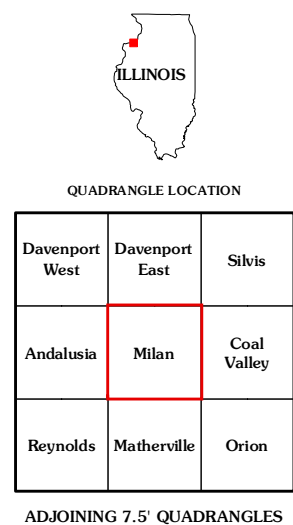 ILLINOIS
QUADRANGLE LOCATION
Davenport West
Davenport East
Silvis
Andalusia
Milan
Coal Valley
Reynolds
Matherville
Orion
ADJOINING 7.5' QUADRANGLES